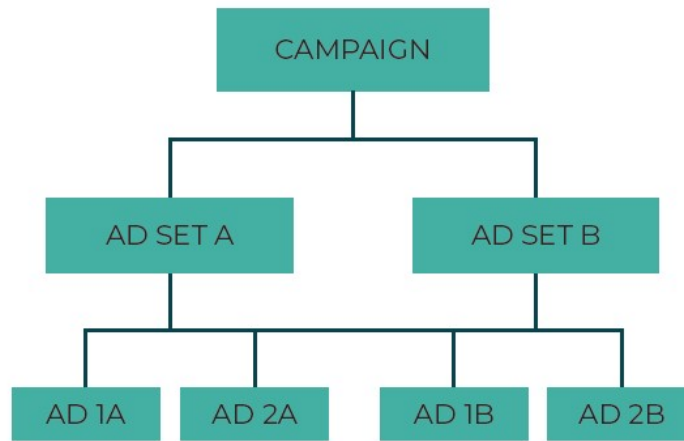 CAMPAIGN
AD SET A
AD SET B
AD 1A
AD 2A
AD 1B
AD 2B